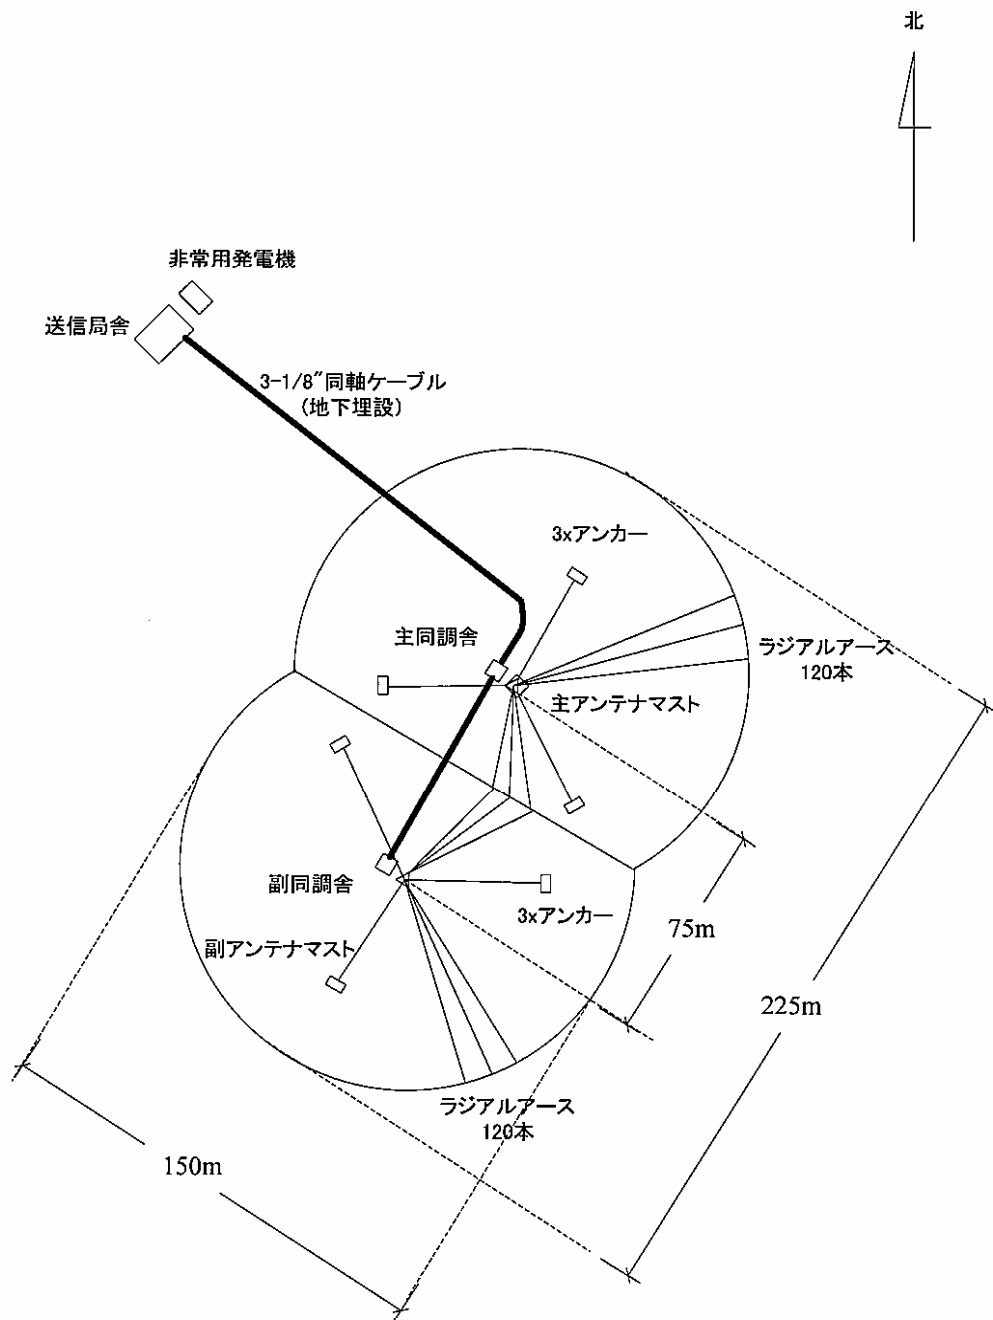 北
非常用発電機
送信局舎
3-1/8″同軸ケーブル
(地下埋設)
3xアンカー
主同調舎
ラジアルアース
120本
主アンテナマスト
副同調舎
3xアンカー
75m
副アンテナマスト
225m
ラジアルアース
120本
150m